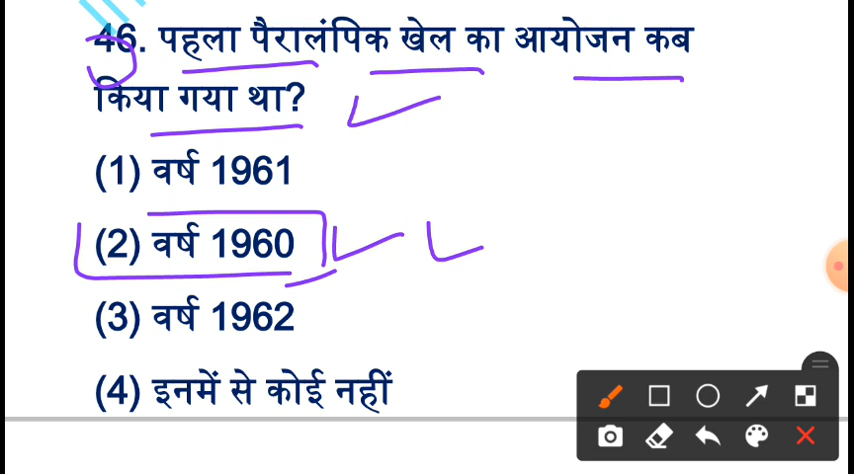 46. पहला पैरालंपिक खेल का आयोजन कब
किया गया था?
(1) वर्ष 1961
(2) वर्ष 1960
(3) वर्ष 1962
(4) इनमें से कोई नहीं